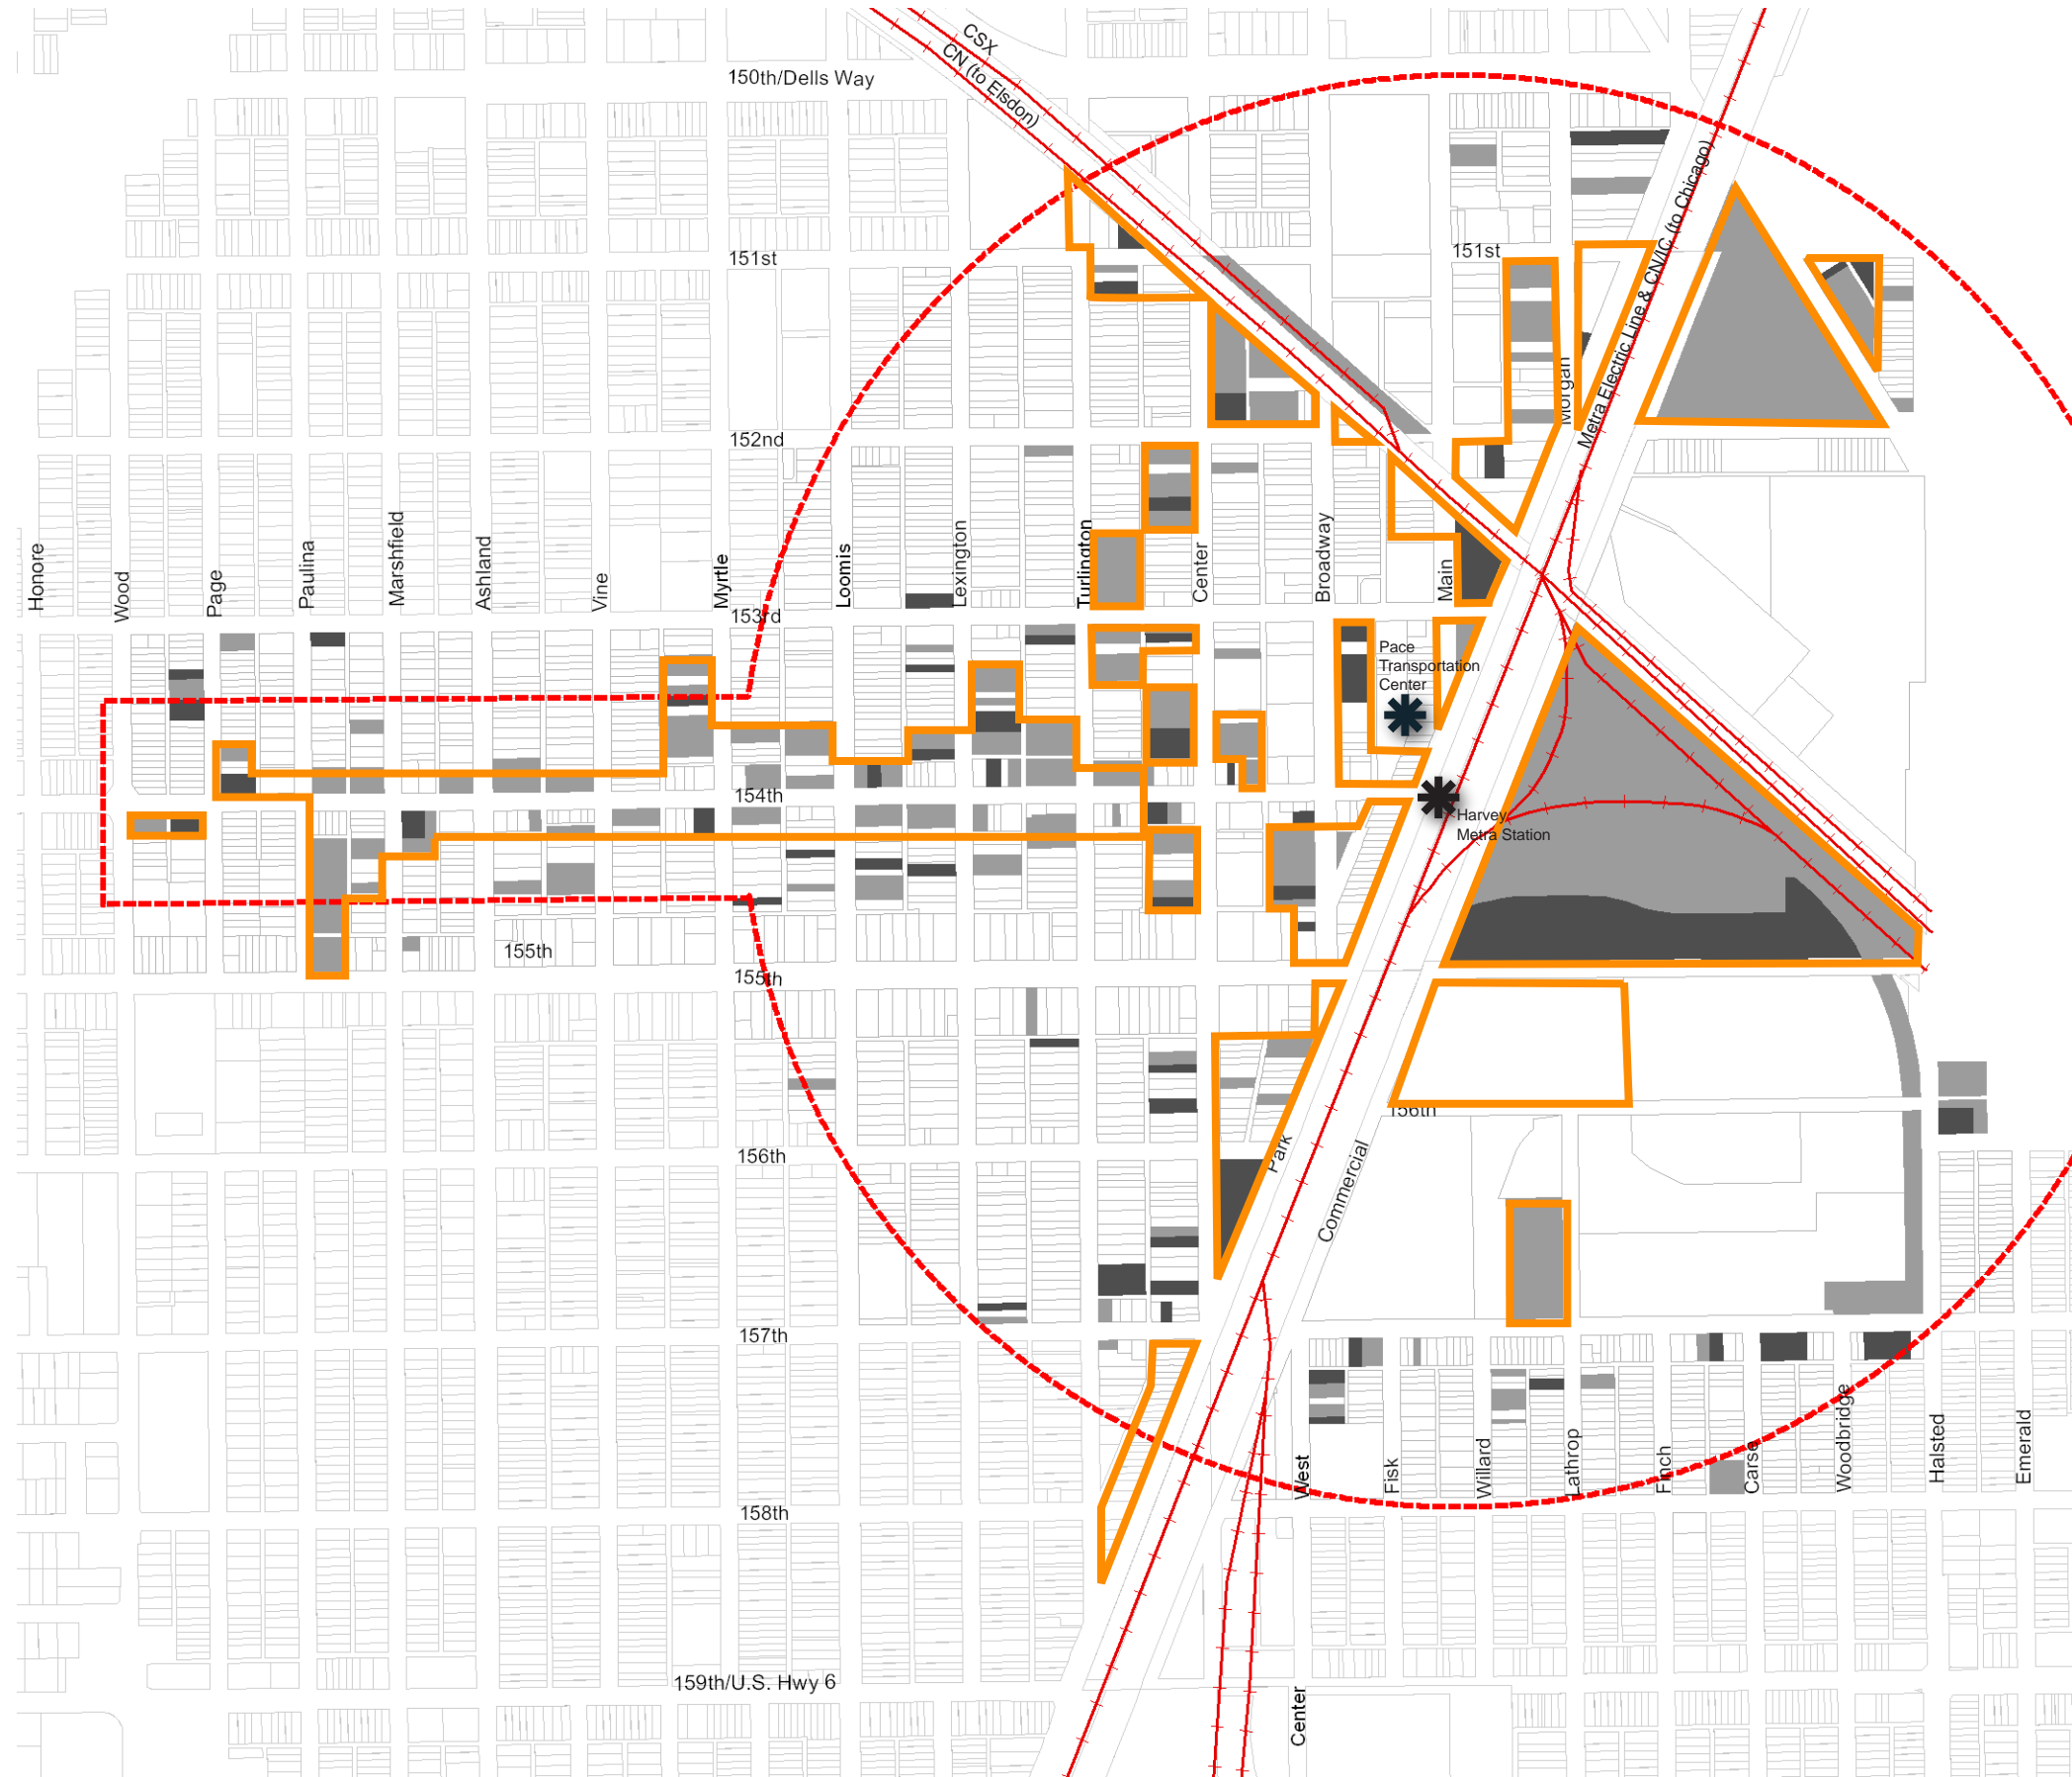 CSX
CN (to Elsdon)
150th/Dells Way
Metra Electric Line & CN/IC (to Chicago)
151st
151st
Morgan
152nd
Honore
Wood
Page
Paulina
Marshfield
Ashland
Vine
Myrtle
Loomis
Lexington
Turlington
Center
Broadway
Main
153rd
Pace
Transportation
Center
154th
Harvey
Metra Station
155th
155th
156th
156th
Park
Commercial
157th
West
Fisk
Willard
Lathrop
Finch
Carse
Woodbridge
Halsted
Emerald
158th
159th/U.S. Hwy 6
Center